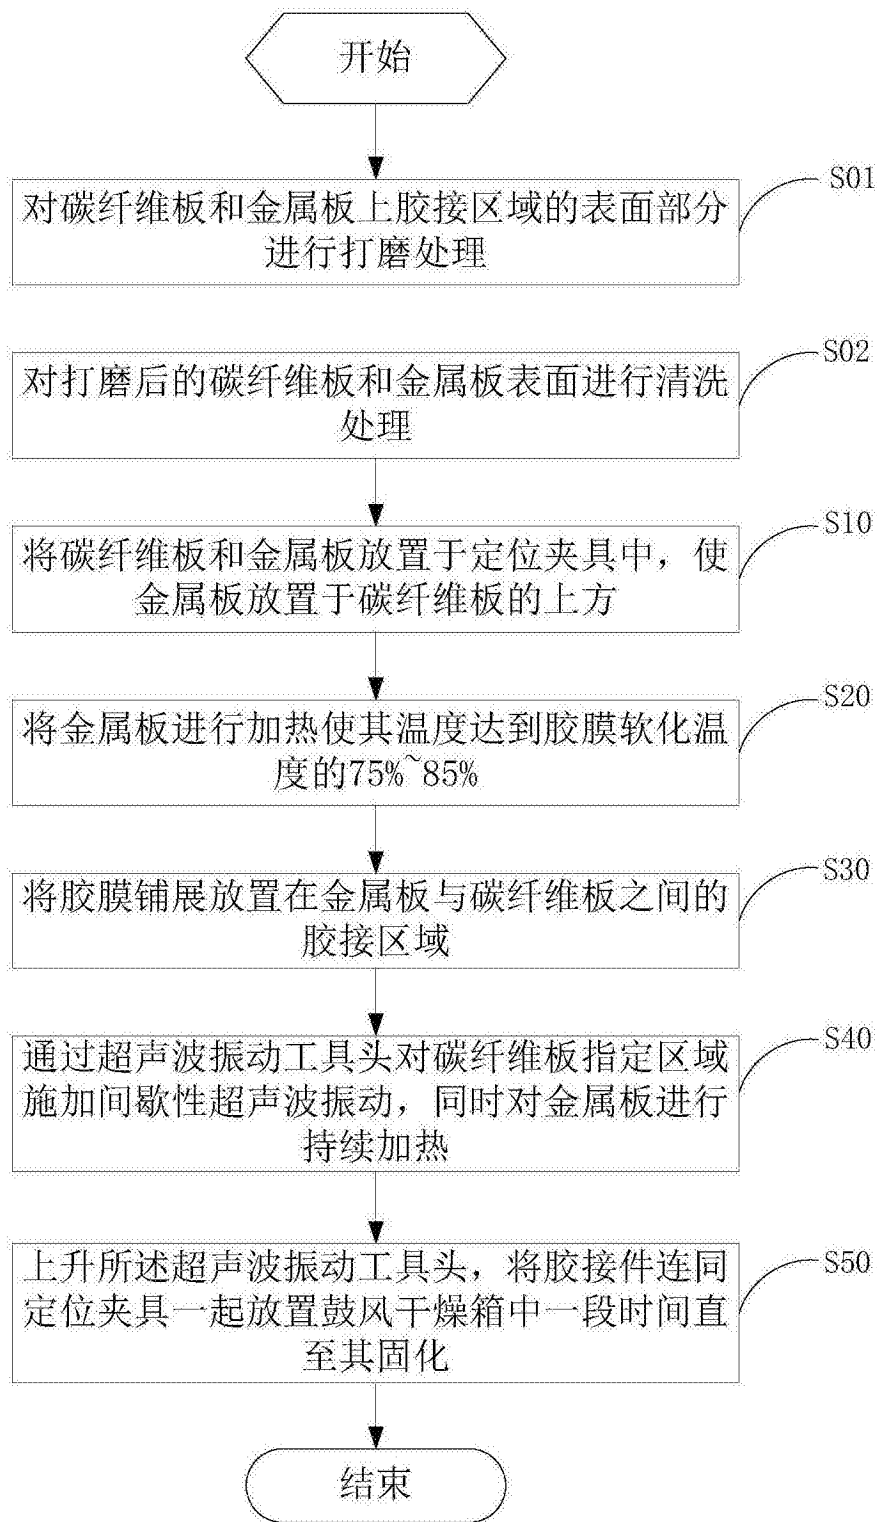 开始
S01
对碳纤维板和金属板上胶接区域的表面部分
进行打磨处理
S02
对打磨后的碳纤维板和金属板表面进行清洗
处理
S10
将碳纤维板和金属板放置于定位夹具中，使
金属板放置于碳纤维板的上方
S20
将金属板进行加热使其温度达到胶膜软化温
度的75%~85%
S30
将胶膜铺展放置在金属板与碳纤维板之间的
胶接区域
S40
通过超声波振动工具头对碳纤维板指定区域
施加间歇性超声波振动，同时对金属板进行
持续加热
S50
上升所述超声波振动工具头，将胶接件连同
定位夹具一起放置鼓风干燥箱中一段时间直
至其固化
结束